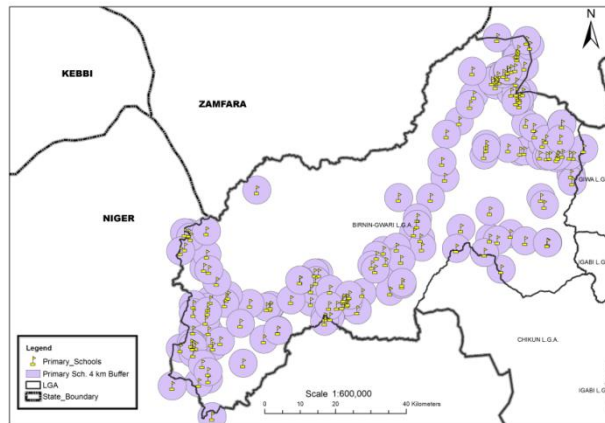 N
KEBBI
ZAMFARA
NIGER
BIRNIN-GWARI L.G.A.
IGABI L.G
CHIKUN L.G.A.
IGABI L.G
Legend
Primary_Schools
Primary Sch. 4 km Buffer
LGA
State_Boundary
Scale 1:600,000
0 10 20 40 Kilometers